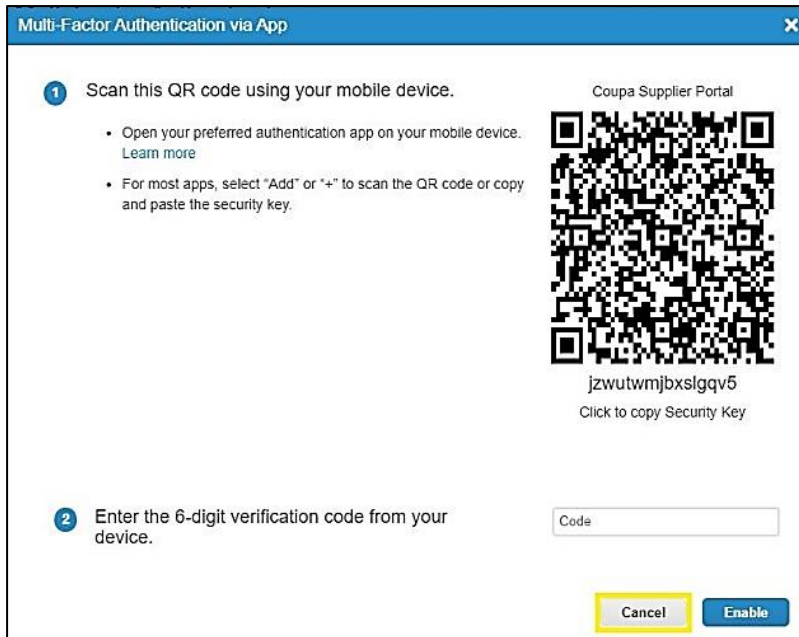 Multi-Factor Authentication via App
1 Scan this QR code using your mobile device.
• Open your preferred authentication app on your mobile device.
Learn more
• For most apps, select "Add" or "+" to scan the QR code or copy
and paste the security key.
Coupa Supplier Portal
jzwutwmjbxslgqv5
Click to copy Security Key
2 Enter the 6-digit verification code from your
device.
Code
Cancel
Enable